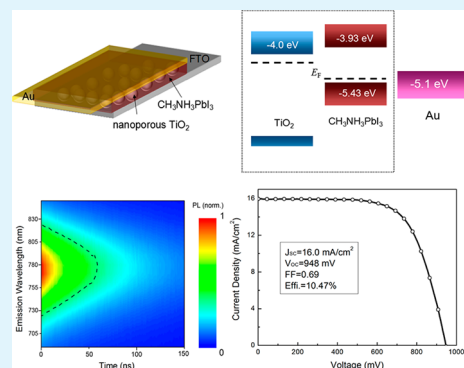 FTO
Au
CH3NH3PbI3
nanoporous TiO2
-4.0 eV
-3.93 eV
EF
-5.43 eV
-5.1 eV
TiO2
CH3NH3PbI3
Au
PL (norm.)
1
0
Emission Wavelength (nm)
830
805
780
755
730
705
0
50
100
150
Time (ns)
Current Density (mA/cm²)
16
12
8
4
0
JSC=16.0 mA/cm²
VOC=948 mV
FF=0.69
Effi.=10.47%
0
200
400
600
800
1000
Voltage (mV)